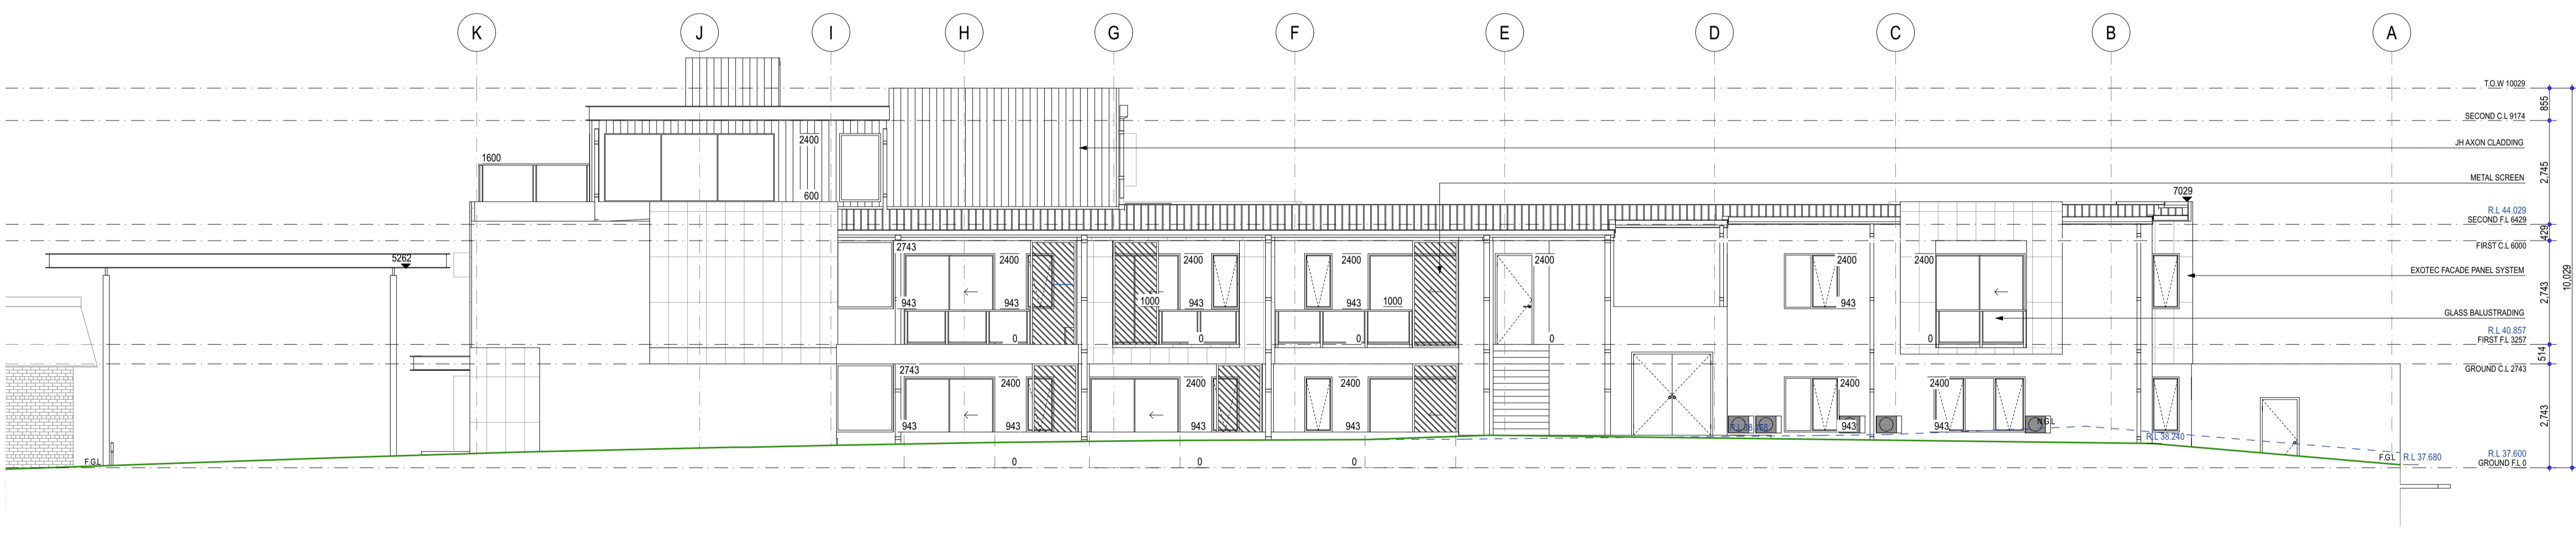 K J I H G F E D C B A
T.O.W 10029
855
SECOND C.L 9174
2400
JH AXON CLADDING
1600
2,745
METAL SCREEN
600
7029
R.L 44.029
SECOND F.L 6429
429
2743
FIRST C.L 6000
5262
2400 2400 2400 2400 2400 2400
EXOTEC FACADE PANEL SYSTEM
10,029
2,743
943 943 1000 943 943 1000 943
GLASS BALUSTRADING
R.L 40.857
0 0 0 0 0
FIRST F.L 3257
514
2743
GROUND C.L 2743
2400 2400 2400 2400 2400
2,743
943 943 943 943 943 943
N.G.L
R.L 38.240
F.G.L
0 0 0
F.G.L
R.L 37.680
R.L 37.600
GROUND F.L 0